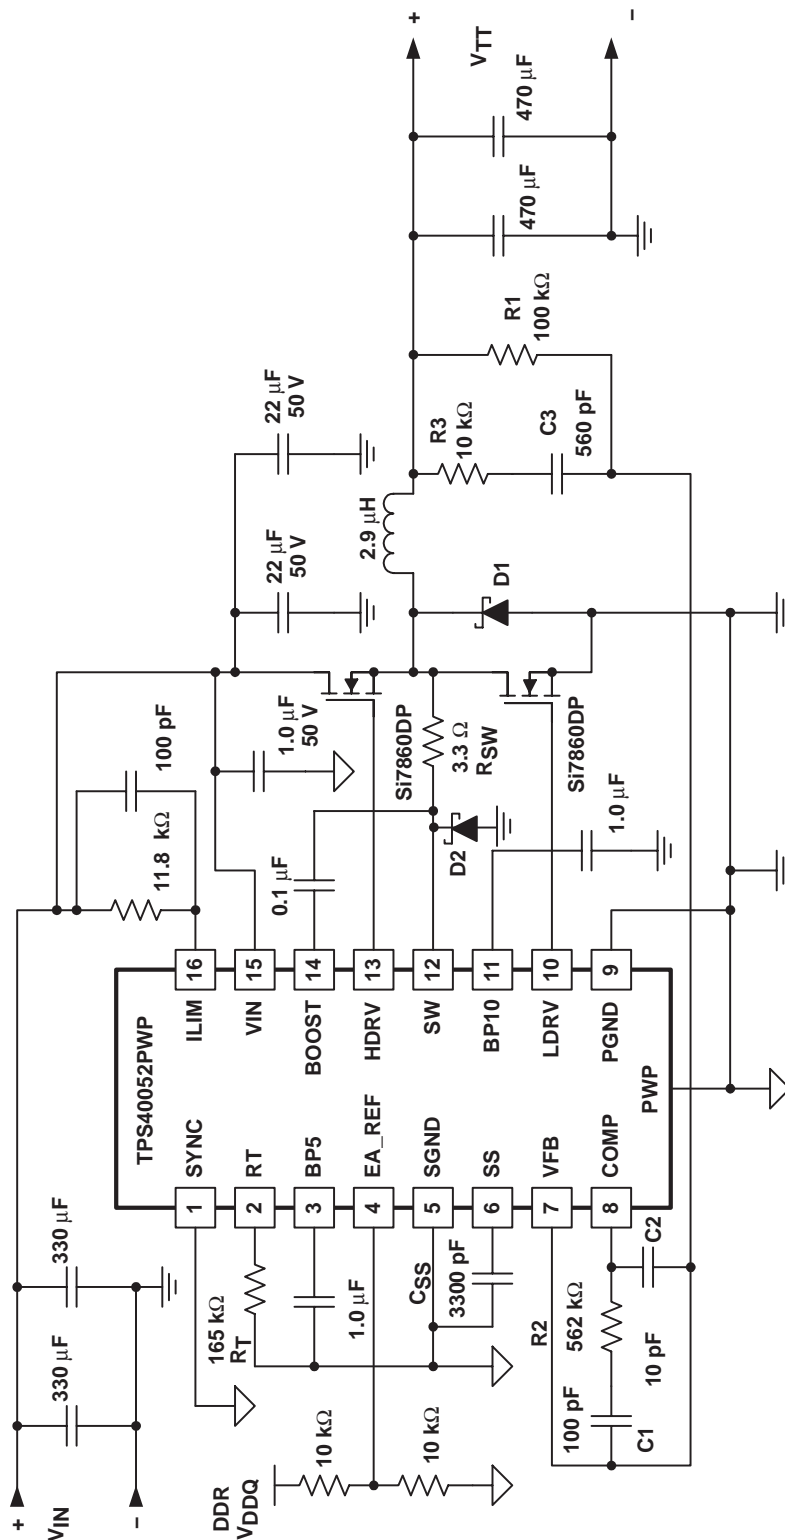 +
VIN
−
330 µF
330 µF
DDR
VDDQ
10 kΩ
10 kΩ
165 kΩ
RT
1.0 µF
CSS
3300 pF
R2
562 kΩ
100 pF
C1
10 pF
C2
TPS40052PWP
1
SYNC
2
RT
3
BP5
4
EA_REF
5
SGND
6
SS
7
VFB
8
COMP
16
ILIM
15
VIN
14
BOOST
13
HDRV
12
SW
11
BP10
10
LDRV
9
PGND
PWP
11.8 kΩ
100 pF
0.1 µF
1.0 µF
50 V
Si7860DP
3.3 Ω
RSW
D2
Si7860DP
1.0 µF
22 µF
50 V
22 µF
50 V
2.9 µH
D1
R3
10 kΩ
C3
560 pF
R1
100 kΩ
470 µF
470 µF
+
VTT
−